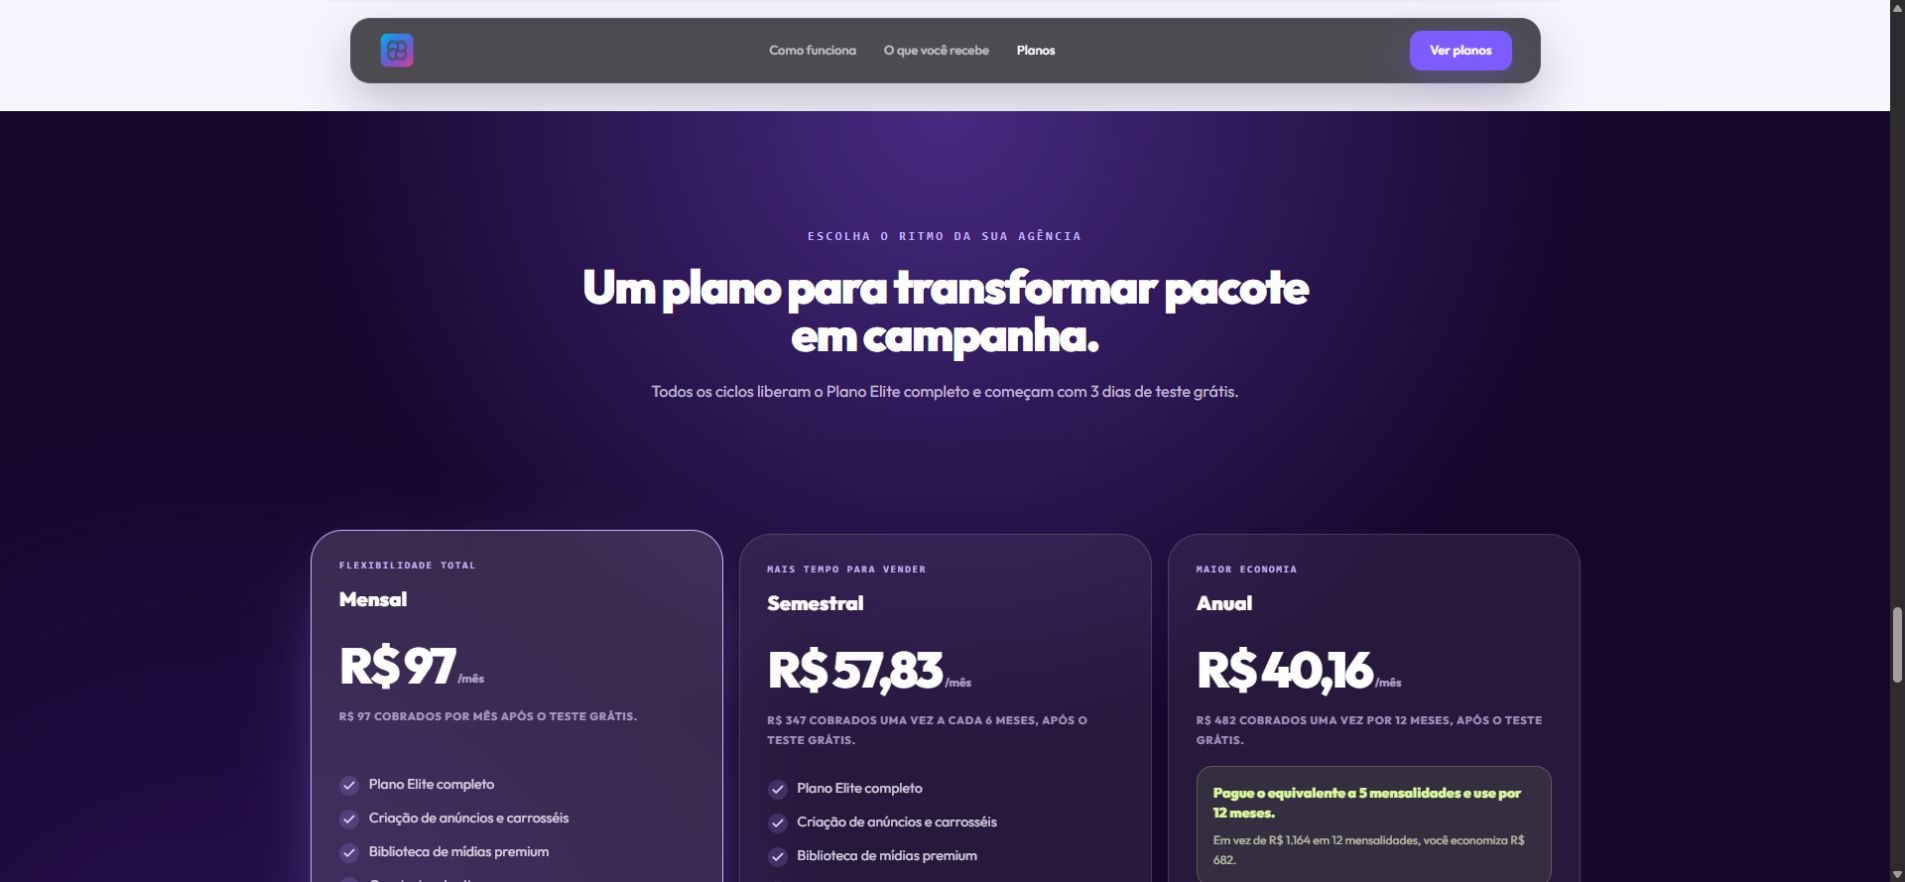 Como funciona
O que você recebe
Planos
Ver planos
ESCOLHA O RITMO DA SUA AGÊNCIA
Um plano para transformar pacote
em campanha.
Todos os ciclos liberam o Plano Elite completo e começam com 3 dias de teste grátis.
FLEXIBILIDADE TOTAL
Mensal
R$ 97 /mês
R$ 97 COBRADOS POR MÊS APÓS O TESTE GRÁTIS.
Plano Elite completo
Criação de anúncios e carrosséis
Biblioteca de mídias premium
MAIS TEMPO PARA VENDER
Semestral
R$ 57,83 /mês
R$ 347 COBRADOS UMA VEZ A CADA 6 MESES, APÓS O
TESTE GRÁTIS.
Plano Elite completo
Criação de anúncios e carrosséis
Biblioteca de mídias premium
MAIOR ECONOMIA
Anual
R$ 40,16 /mês
R$ 482 COBRADOS UMA VEZ POR 12 MESES, APÓS O TESTE
GRÁTIS.
Pague o equivalente a 5 mensalidades e use por
12 meses.
Em vez de R$ 1.164 em 12 mensalidades, você economiza R$
682.